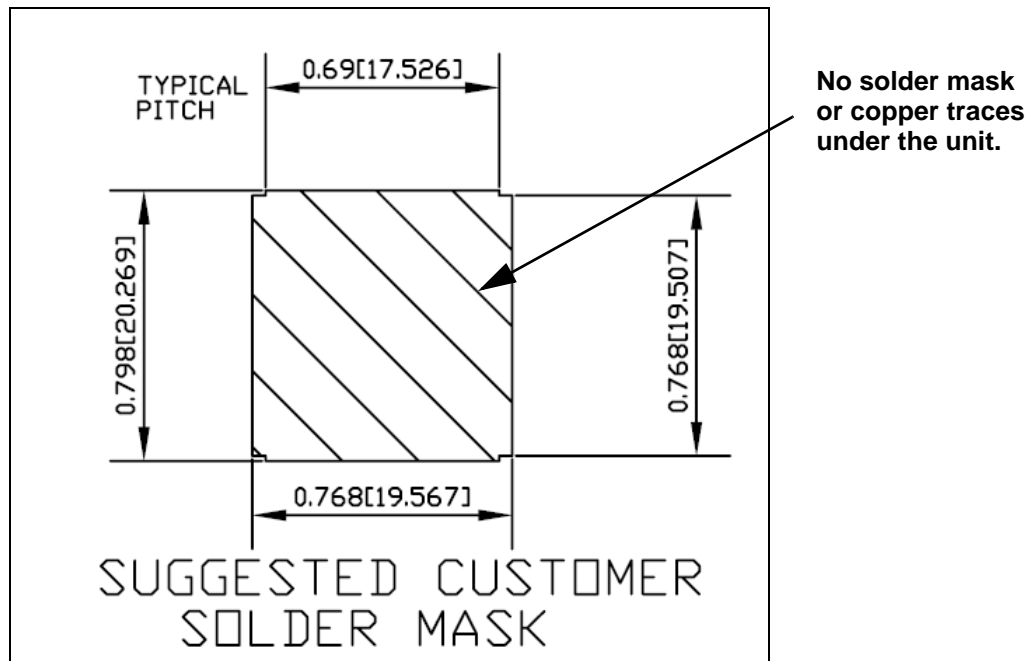 0.69[17.526]
TYPICAL
PITCH
No solder mask
or copper traces
under the unit.
0.798[20.269]
0.768[19.507]
0.768[19.567]
SUGGESTED CUSTOMER
SOLDER MASK